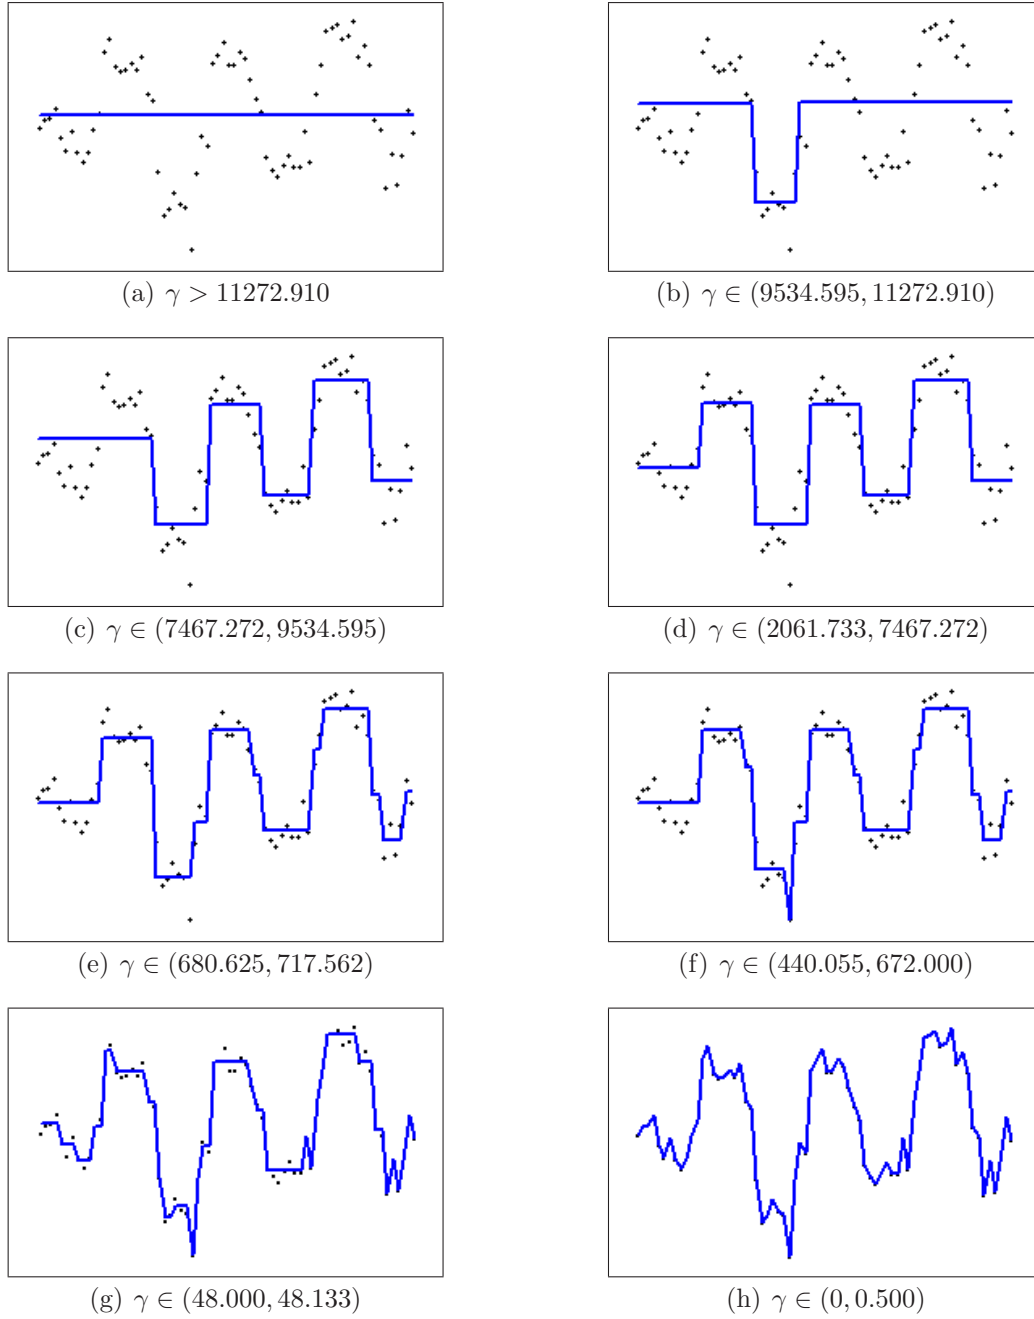 (a) γ > 11272.910
(b) γ ∈ (9534.595, 11272.910)
(c) γ ∈ (7467.272, 9534.595)
(d) γ ∈ (2061.733, 7467.272)
(e) γ ∈ (680.625, 717.562)
(f) γ ∈ (440.055, 672.000)
(g) γ ∈ (48.000, 48.133)
(h) γ ∈ (0, 0.500)